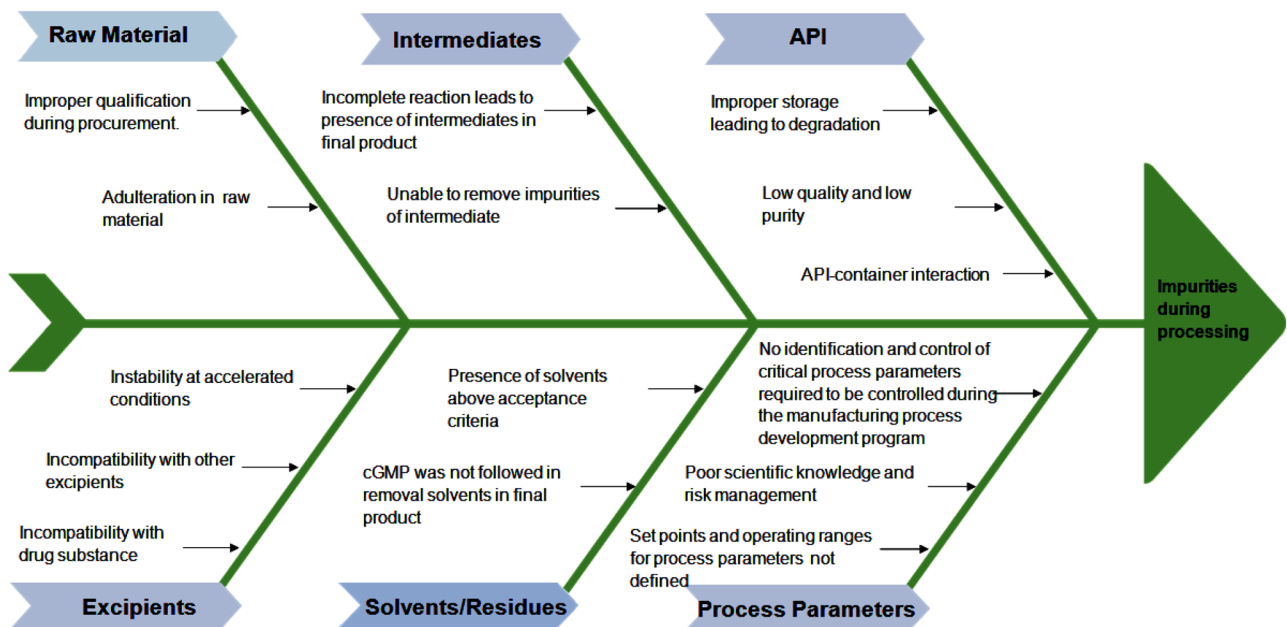 Raw Material
Improper qualification
during procurement.
Adulteration in raw
material
Intermediates
Incomplete reaction leads to
presence of intermediates in
final product
Unable to remove impurities
of intermediate
API
Improper storage
leading to degradation
Low quality and low
purity
API-container interaction
Impurities
during
processing
Instability at accelerated
conditions
Incompatibility with other
excipients
Incompatibility with
drug substance
Excipients
Presence of solvents
above acceptance
criteria
cGMP was not followed in
removal solvents in final
product
Solvents/Residues
No identification and control of
critical process parameters
required to be controlled during
the manufacturing process
development program
Poor scientific knowledge and
risk management
Set points and operating ranges
for process parameters not
defined
Process Parameters